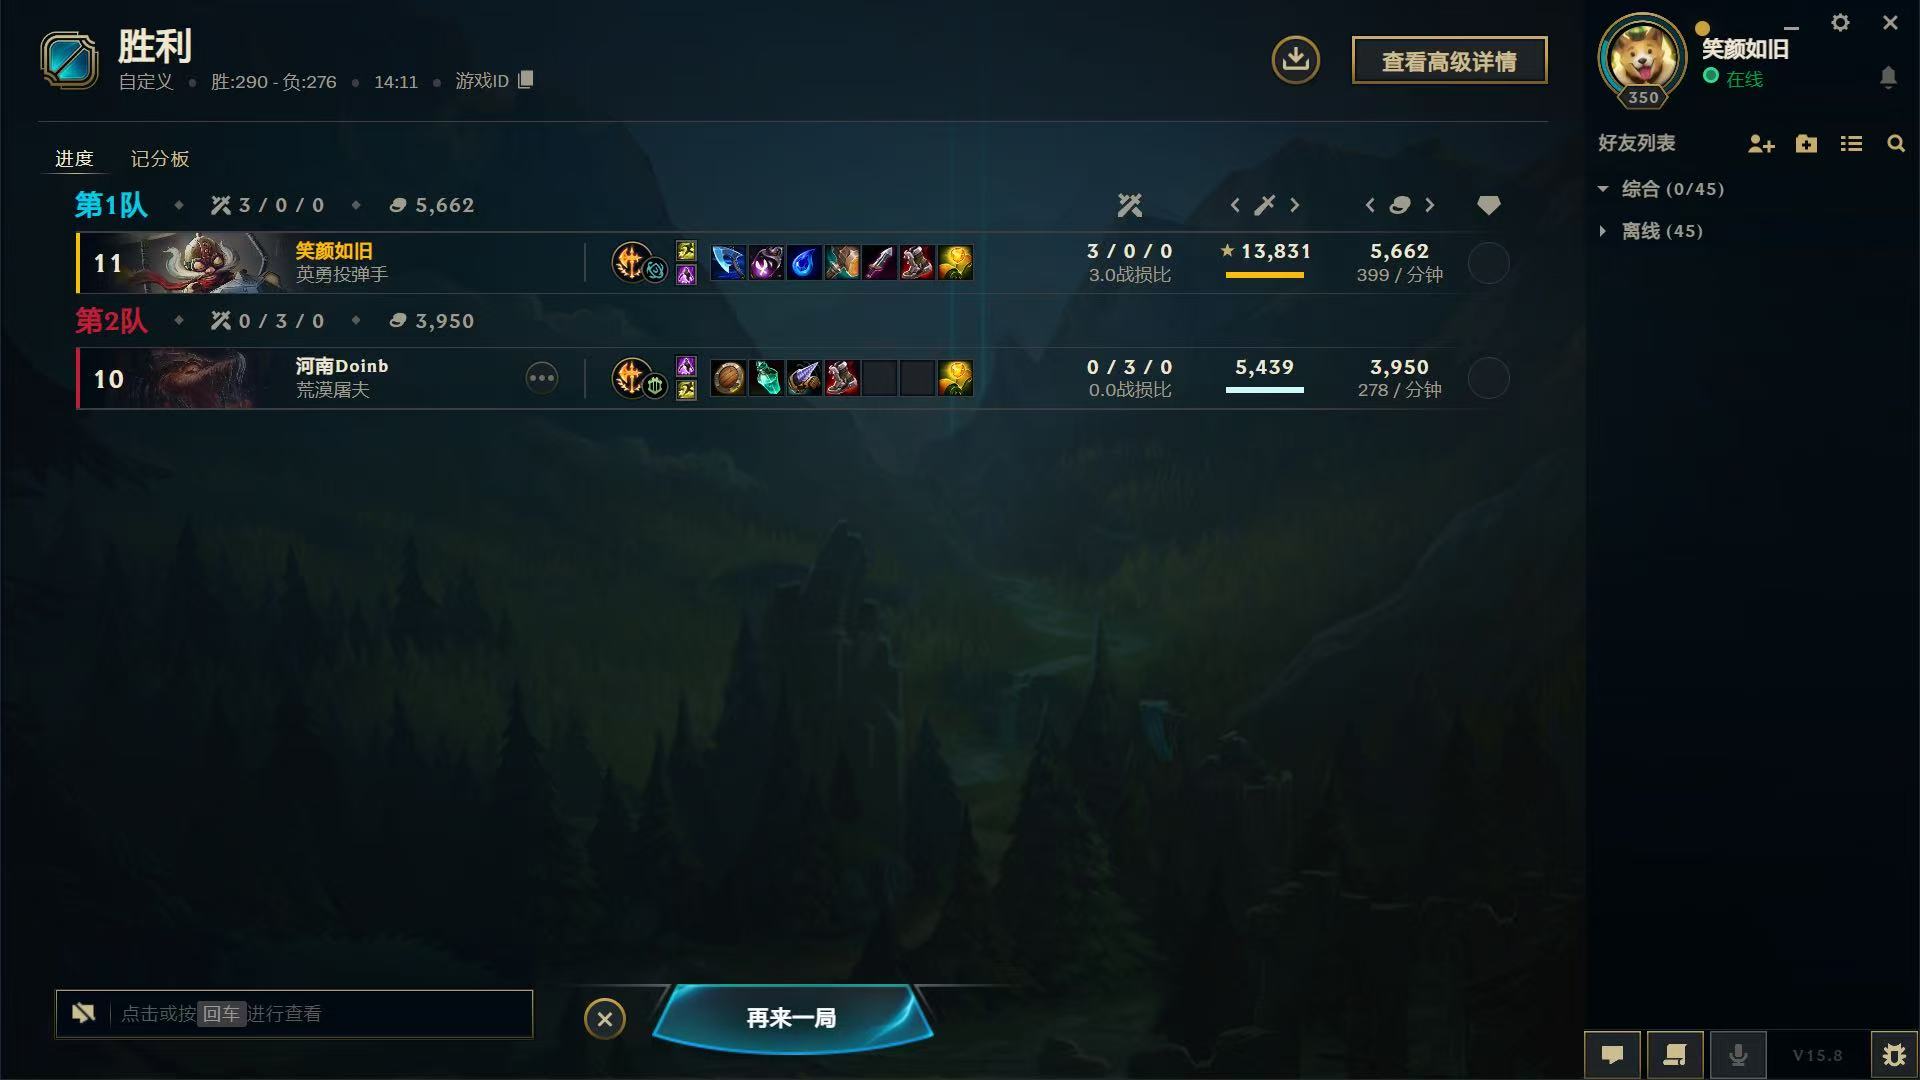 胜利
自定义 • 胜:290 - 负:276 • 14:11 • 游戏ID
查看高级详情
笑颜如旧
在线
350
好友列表
综合 (0/45)
离线 (45)
进度 记分板
第1队 3 / 0 / 0 5,662
11 笑颜如旧 3 / 0 / 0 13,831 5,662
英勇投弹手 3.0战损比 399 / 分钟
第2队 0 / 3 / 0 3,950
10 河南Doinb 0 / 3 / 0 5,439 3,950
荒漠屠夫 0.0战损比 278 / 分钟
点击或按 回车 进行查看
再来一局
V15.8